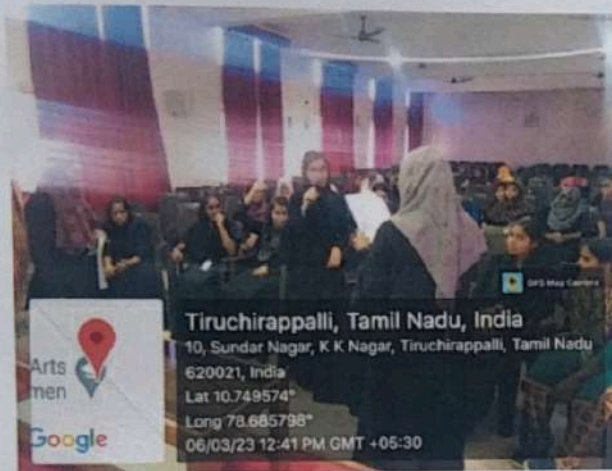 GPS Map Camera
Tiruchirappalli, Tamil Nadu, India
10, Sundar Nagar, K K Nagar, Tiruchirappalli, Tamil Nadu
620021, India
Lat 10.749574°
Long 78.685798°
06/03/23 12:41 PM GMT +05:30
Arts
men
Google